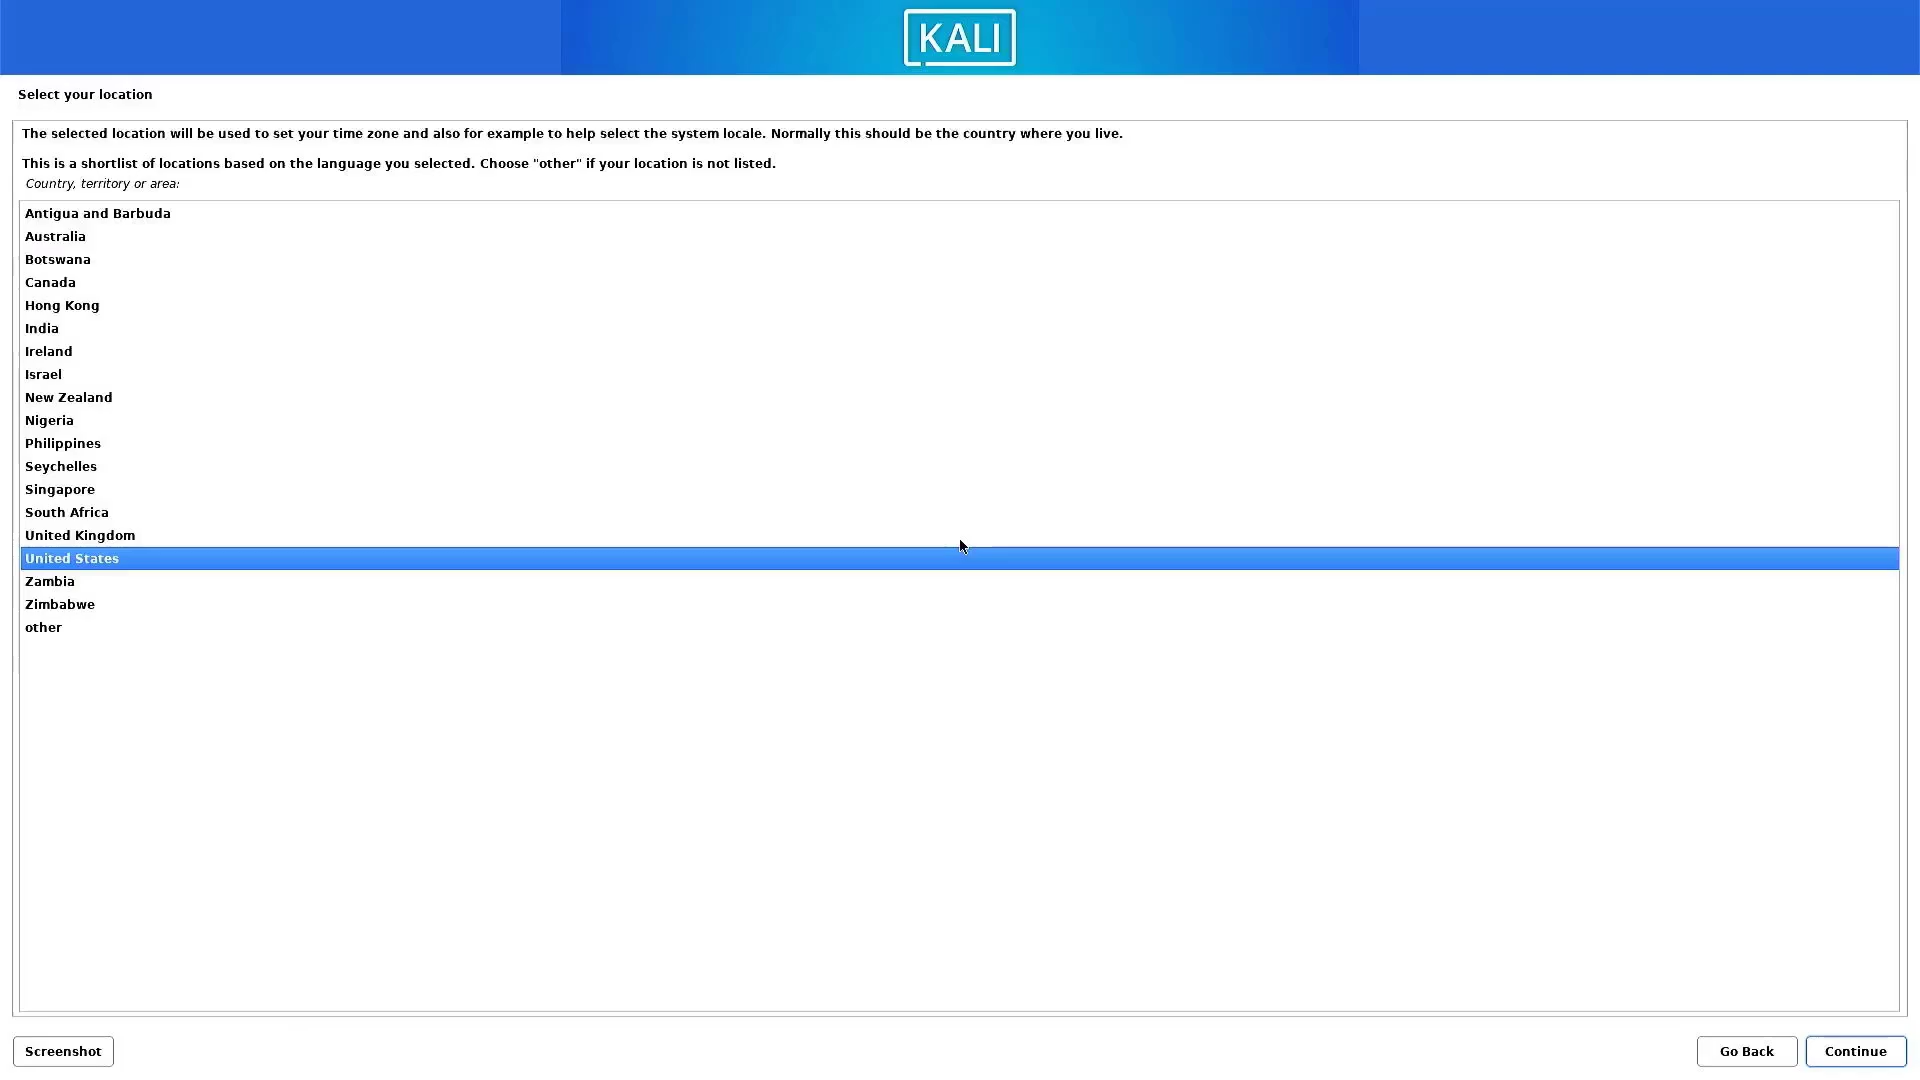 KALI
Select your location
The selected location will be used to set your time zone and also for example to help select the system locale. Normally this should be the country where you live.
This is a shortlist of locations based on the language you selected. Choose "other" if your location is not listed.
Country, territory or area:
Antigua and Barbuda
Australia
Botswana
Canada
Hong Kong
India
Ireland
Israel
New Zealand
Nigeria
Philippines
Seychelles
Singapore
South Africa
United Kingdom
United States
Zambia
Zimbabwe
other
Screenshot
Go Back
Continue